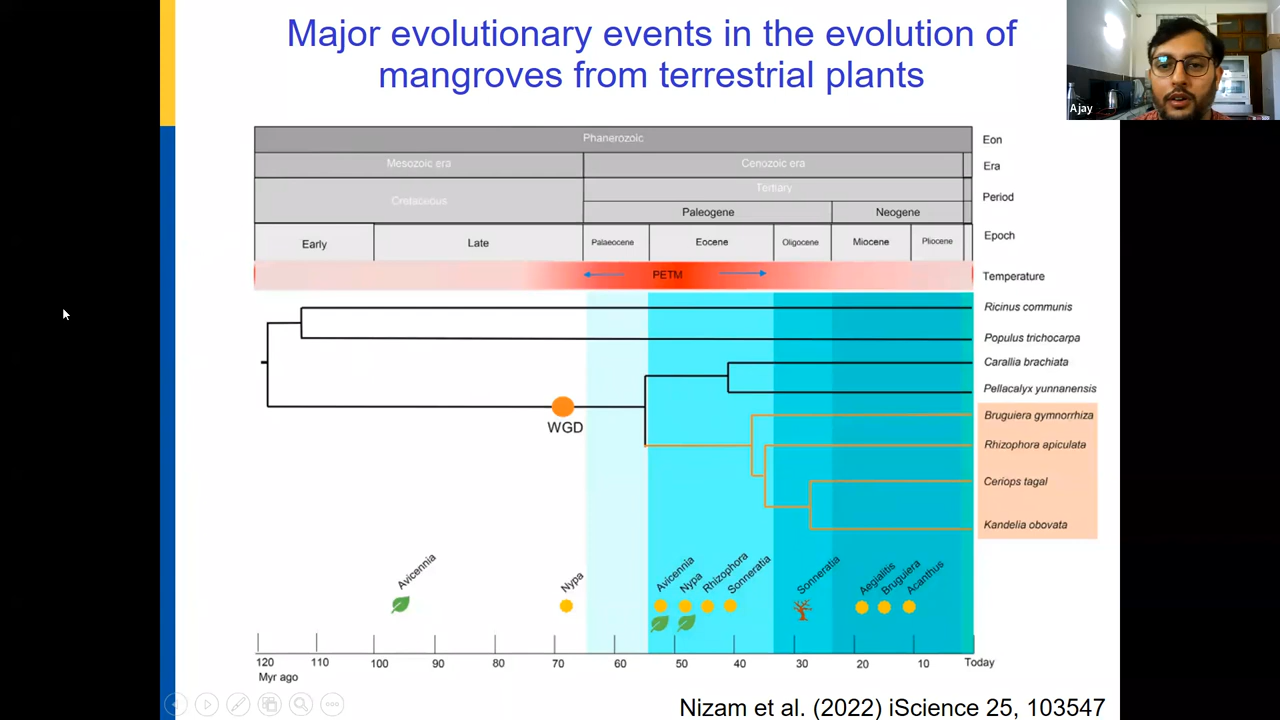 Major evolutionary events in the evolution of
mangroves from terrestrial plants
Ajay
Phanerozoic
Eon
Mesozoic era
Cenozoic era
Era
Cretaceous
Tertiary
Period
Paleogene
Neogene
Early
Late
Palaeocene
Eocene
Oligocene
Miocene
Pliocene
Epoch
PETM
Temperature
Ricinus communis
Populus trichocarpa
Carallia brachiata
Pellacalyx yunnanensis
Bruguiera gymnorrhiza
WGD
Rhizophora apiculata
Ceriops tagal
Kandelia obovata
Avicennia
Nypa
Avicennia
Nypa
Rhizophora
Sonneratia
Sonneratia
Aegialitis
Bruguiera
Acanthus
120 110 100 90 80 70 60 50 40 30 20 10 Today
Myr ago
Nizam et al. (2022) iScience 25, 103547